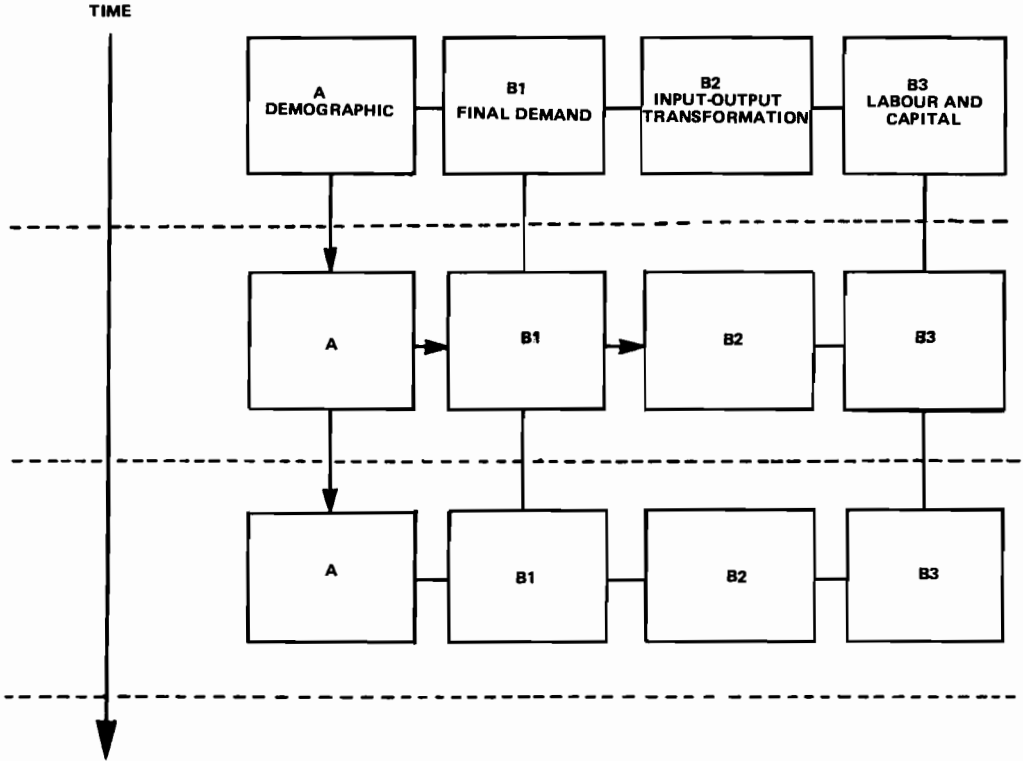 TIME
A
DEMOGRAPHIC
B1
FINAL DEMAND
B2
INPUT-OUTPUT
TRANSFORMATION
B3
LABOUR AND
CAPITAL
A
B1
B2
B3
A
B1
B2
B3